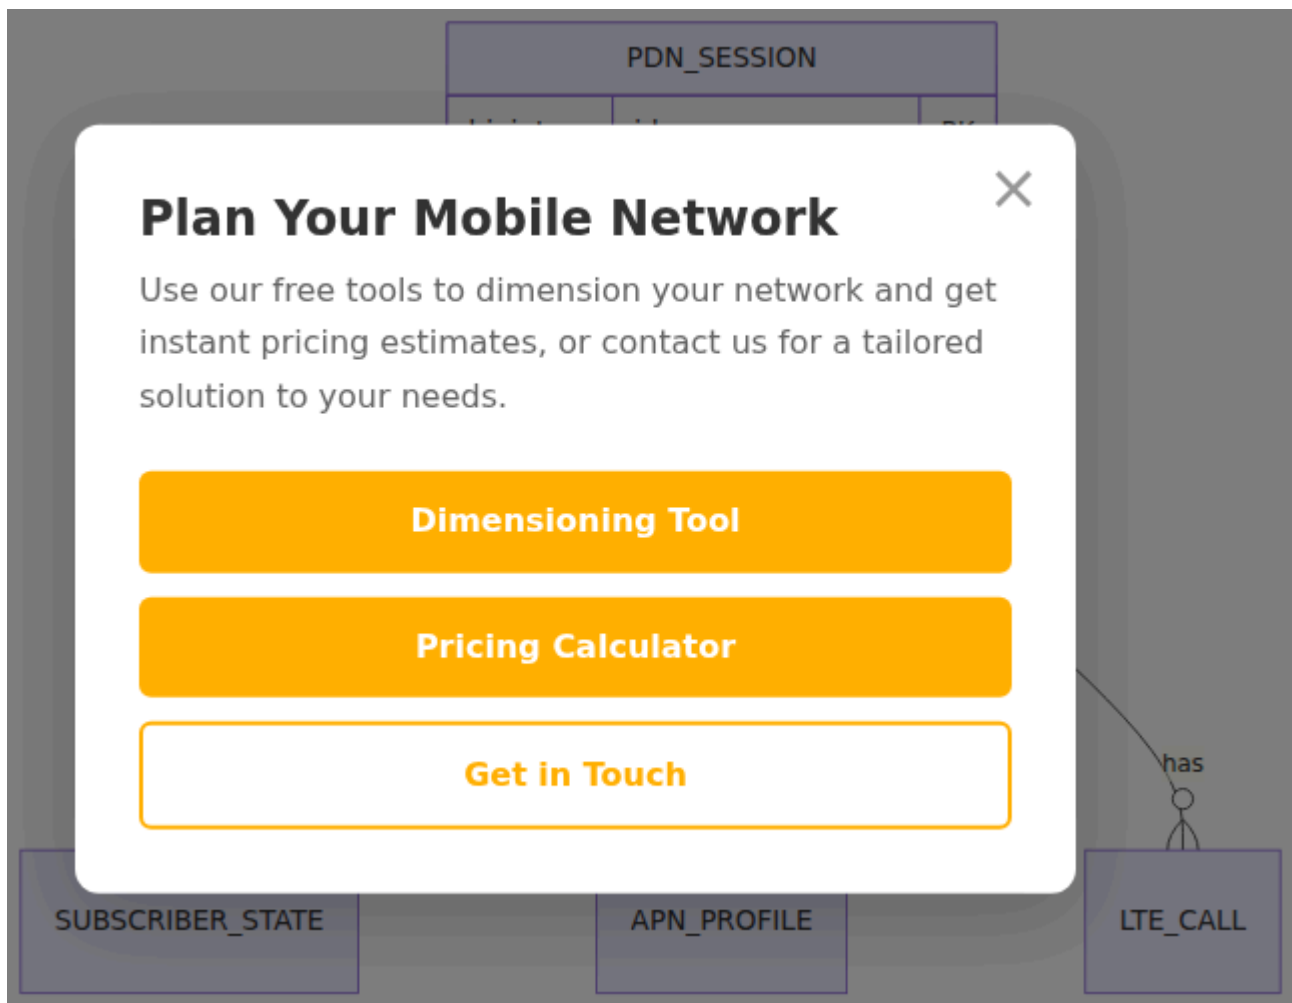 PDN_SESSION
Plan Your Mobile Network
Use our free tools to dimension your network and get
instant pricing estimates, or contact us for a tailored
solution to your needs.
Dimensioning Tool
Pricing Calculator
Get in Touch
has
SUBSCRIBER_STATE
APN_PROFILE
LTE_CALL